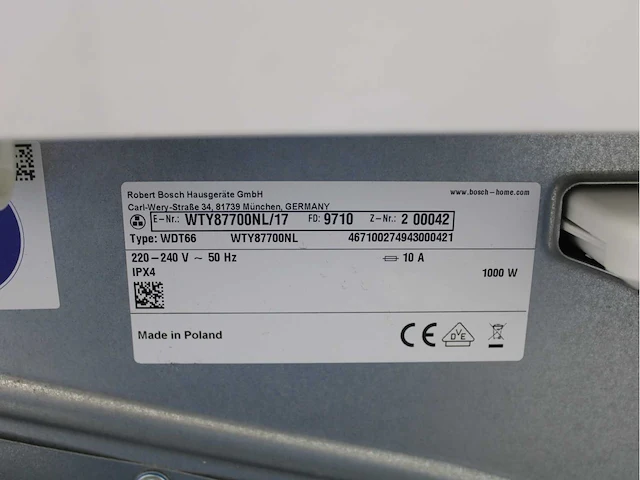 Robert Bosch Hausgeräte GmbH
www.bosch-home.com
Carl-Wery-Straße 34, 81739 München, GERMANY
E-Nr.: WTY87700NL/17 FD: 9710 Z-Nr.: 2 00042
Type: WDT66 WTY87700NL 467100274943000421
220-240 V ~ 50 Hz 10 A
IPX4 1000 W
Made in Poland CE DVE